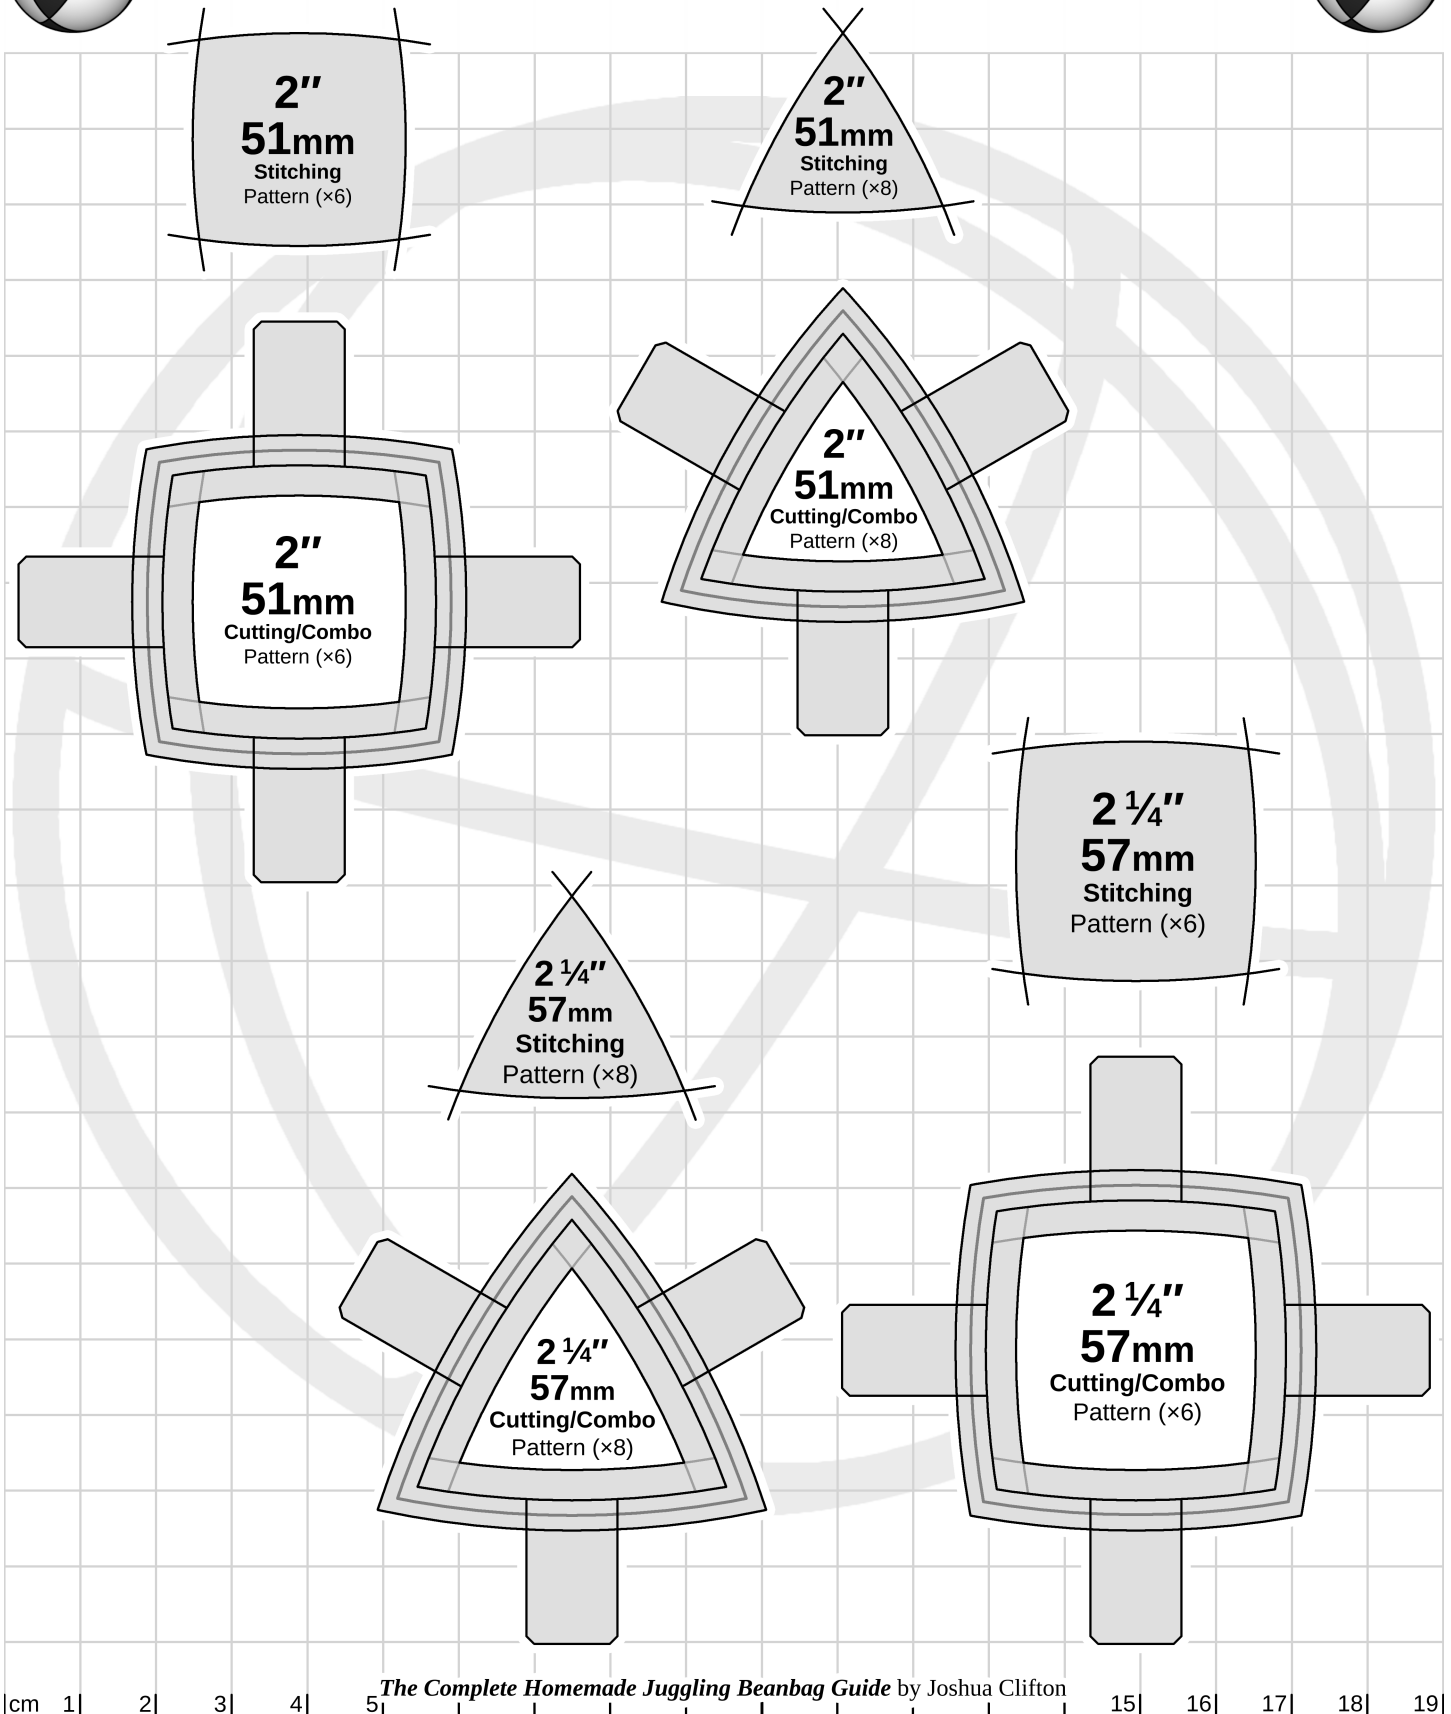 2″
51mm
Stitching
Pattern (×6)
2″
51mm
Stitching
Pattern (×8)
2″
51mm
Cutting/Combo
Pattern (×8)
2″
51mm
Cutting/Combo
Pattern (×6)
2 ¼″
57mm
Stitching
Pattern (×6)
2 ¼″
57mm
Stitching
Pattern (×8)
2 ¼″
57mm
Cutting/Combo
Pattern (×6)
2 ¼″
57mm
Cutting/Combo
Pattern (×8)
The Complete Homemade Juggling Beanbag Guide by Joshua Clifton
cm 1 2 3 4 5 15 16 17 18 19